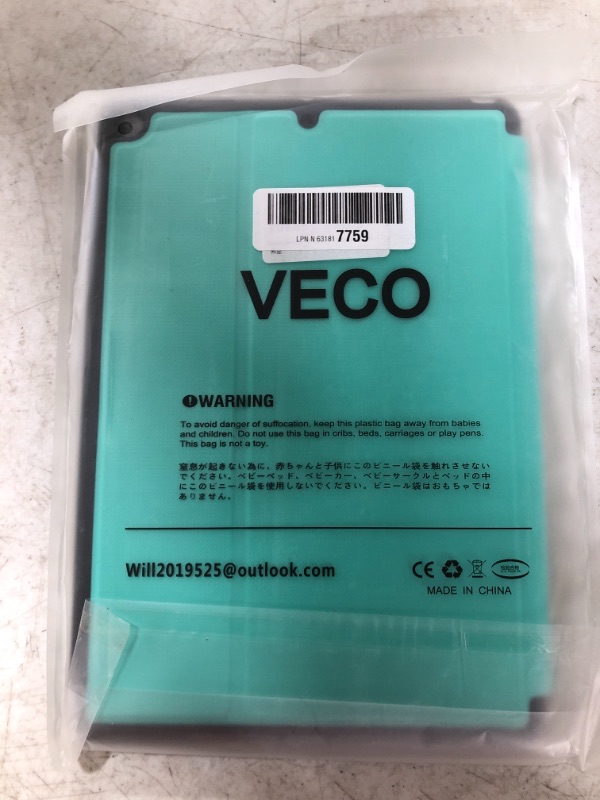 LPN N 63181 7759
VECO
WARNING
To avoid danger of suffocation, keep this plastic bag away from babies
and children. Do not use this bag in cribs, beds, carriages or play pens.
This bag is not a toy.
窒息が起きない為に。赤ちゃんと子供にこのビニール袋を触れさせない
でください。ベビーベッド、ベビーカー、ベビーサークルとベッドの中
にこのビニール袋を使用しないでください。ビニール袋はおもちゃでは
ありません。
Will2019525@outlook.com
CE
MADE IN CHINA